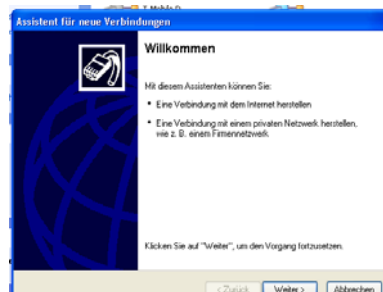 T-Mobile D
Assistent für neue Verbindungen
Willkommen
Mit diesem Assistenten können Sie:
• Eine Verbindung mit dem Internet herstellen
• Eine Verbindung mit einem privaten Netzwerk herstellen,
wie z. B. einem Firmennetzwerk.
Klicken Sie auf "Weiter", um den Vorgang fortzusetzen.
< Zurück Weiter > Abbrechen